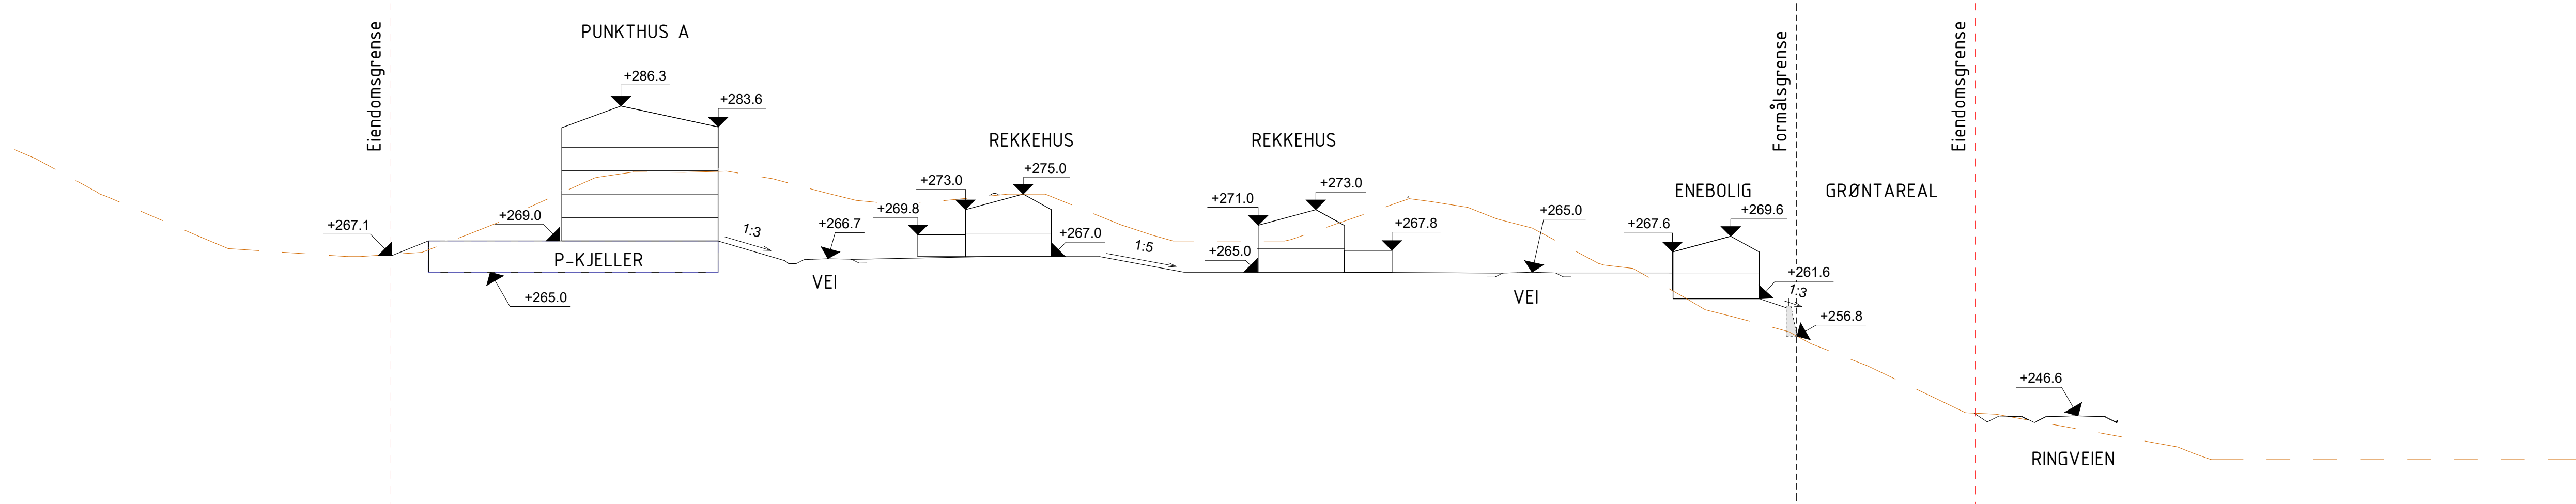 Eiendomsgrense
PUNKTHUS A
+286.3
+283.6
+267.1
+269.0
P-KJELLER
+265.0
1:3
+266.7
VEI
REKKEHUS
+273.0
+275.0
+269.8
+267.0
1:5
REKKEHUS
+271.0
+273.0
+265.0
+267.8
+265.0
VEI
ENEBOLIG
+267.6
+269.6
+261.6
1:3
Formålsgrense
+256.8
GRØNTAREAL
Eiendomsgrense
+246.6
RINGVEIEN